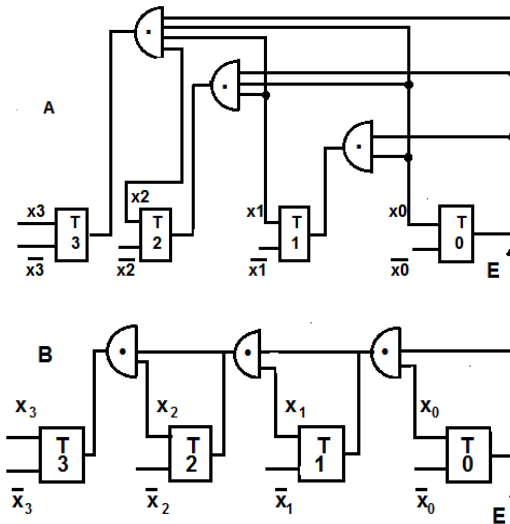 A
x3 T 3 x2 T 2 x1 T 1 x0 T 0
x̅3 x̅2 x̅1 x̅0 E
B
x₃ x₂ x₁ x₀
T 3 T 2 T 1 T 0
x̅₃ x̅₂ x̅₁ x̅₀ E